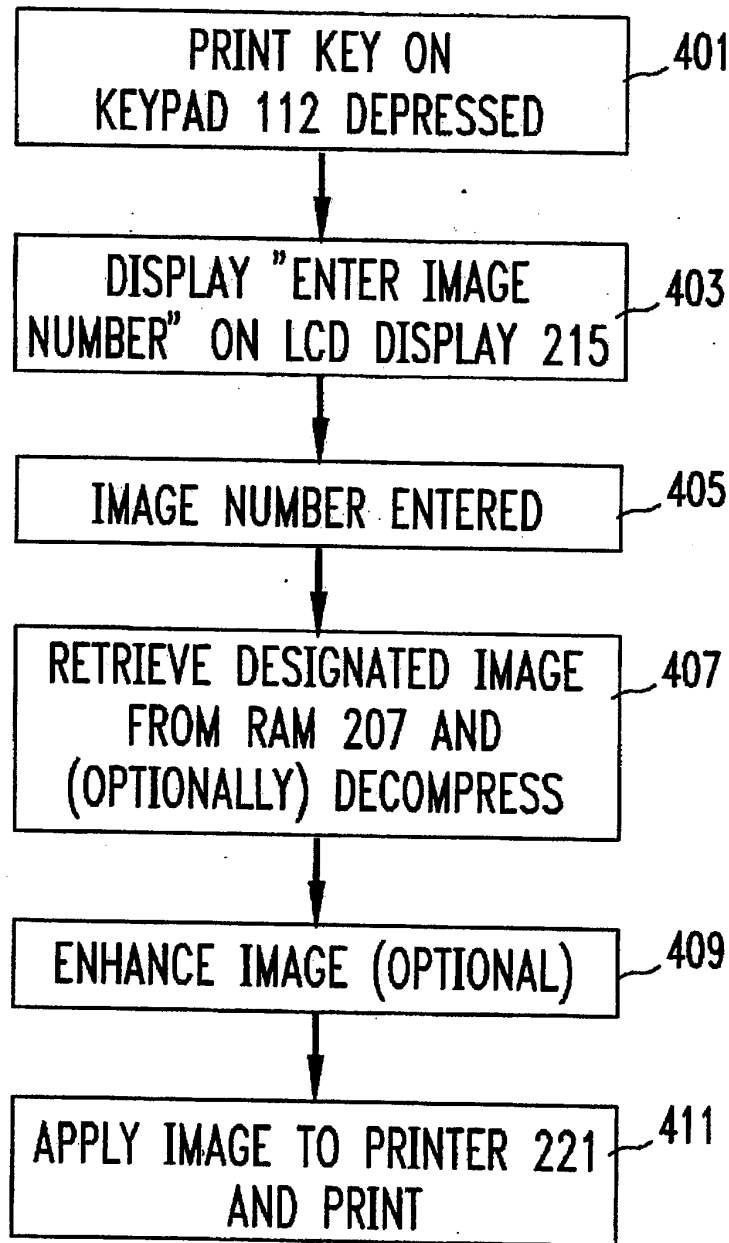 PRINT KEY ON
KEYPAD 112 DEPRESSED
401
DISPLAY "ENTER IMAGE
NUMBER" ON LCD DISPLAY 215
403
IMAGE NUMBER ENTERED
405
RETRIEVE DESIGNATED IMAGE
FROM RAM 207 AND
(OPTIONALLY) DECOMPRESS
407
ENHANCE IMAGE (OPTIONAL)
409
APPLY IMAGE TO PRINTER 221
AND PRINT
411